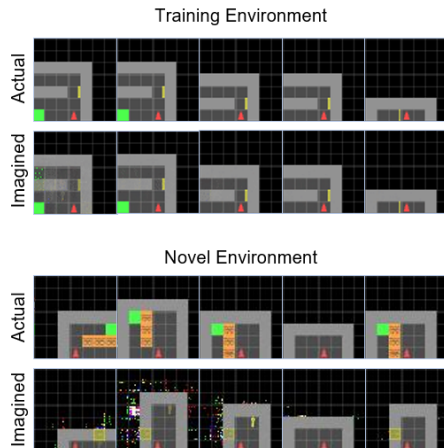 Training Environment
Actual
Imagined
Novel Environment
Actual
Imagined